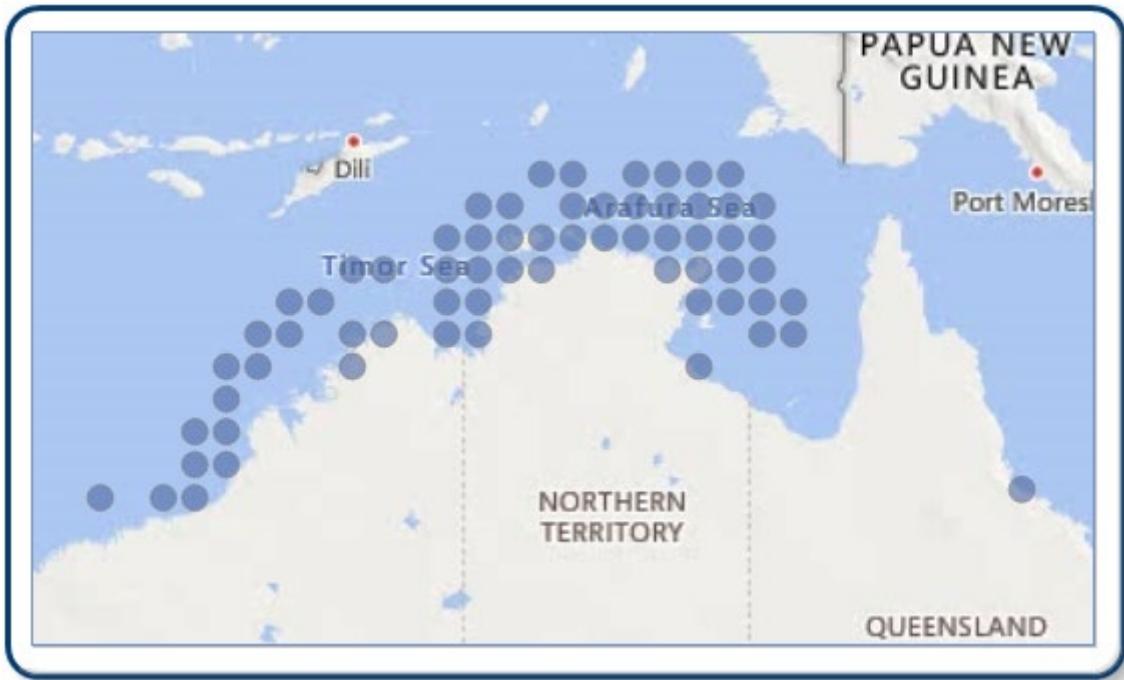 PAPUA NEW
GUINEA
Dili
Port Moresl
Arafura Sea
Timor Sea
NORTHERN
TERRITORY
QUEENSLAND